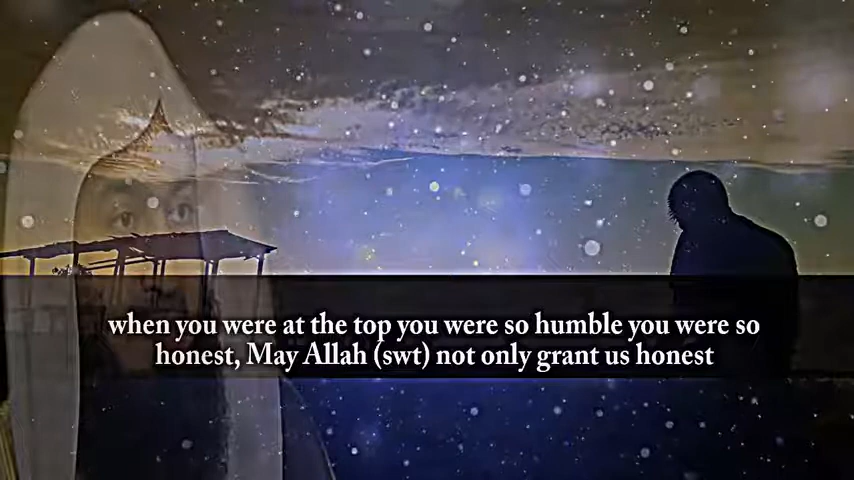 when you were at the top you were so humble you were so
honest, May Allah (swt) not only grant us honest